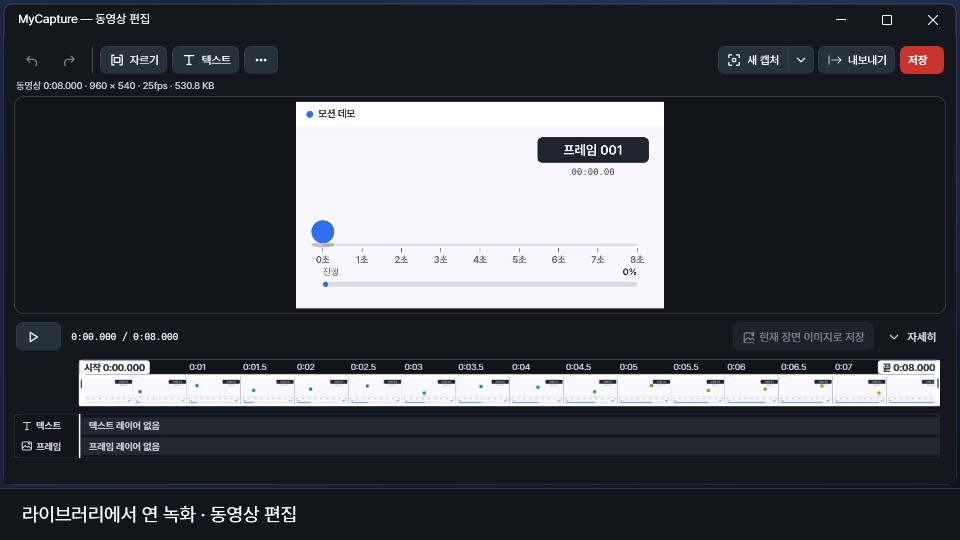 MyCapture — 동영상 편집
자르기
텍스트
새 캡처
내보내기
저장
동영상 0:08.000 · 960 × 540 · 25fps · 530.8 KB
모션 데모
프레임 001
00:00.00
0초 1초 2초 3초 4초 5초 6초 7초 8초
진행 0%
0:00.000 / 0:08.000
현재 장면 이미지로 저장
자세히
시작 0:00.000 0:01 0:01.5 0:02 0:02.5 0:03 0:03.5 0:04 0:04.5 0:05 0:05.5 0:06 0:06.5 0:07 끝 0:08.000
텍스트 텍스트 레이어 없음
프레임 프레임 레이어 없음
라이브러리에서 연 녹화 · 동영상 편집